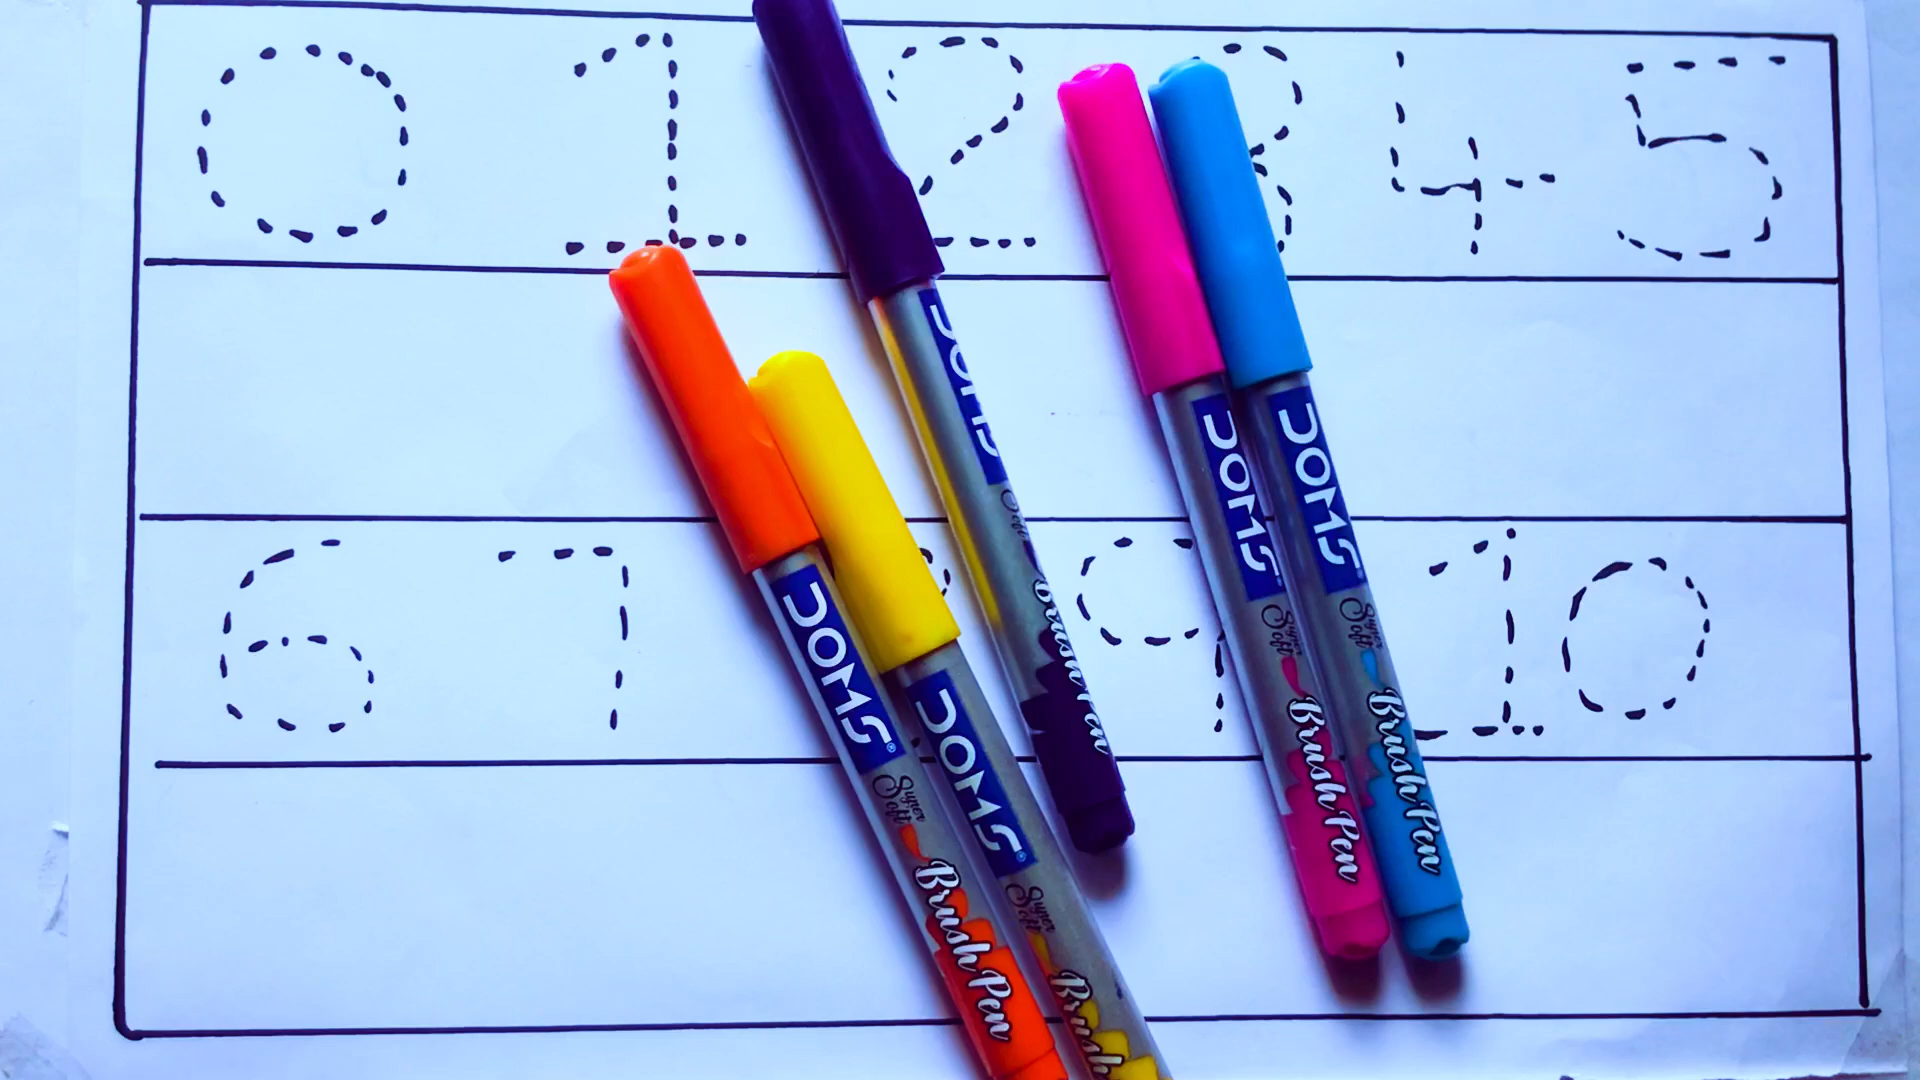 0 1 2 3 4 5
6 7 8 9 10
DOMS Super Soft Brush Pen
DOMS Super Soft Brush
DOMS Soft Brush Pen
DOMS Super Soft Brush Pen
DOMS Super Soft Brush Pen